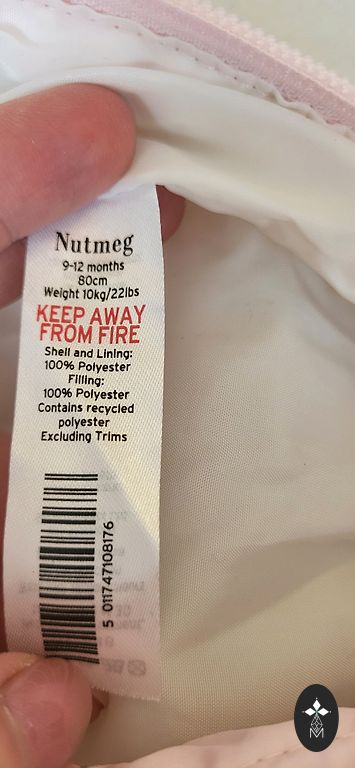 Nutmeg
9-12 months
80cm
Weight 10kg/22lbs
KEEP AWAY
FROM FIRE
Shell and Lining:
100% Polyester
Filling:
100% Polyester
Contains recycled
polyester
Excluding Trims
5 011747108176
M